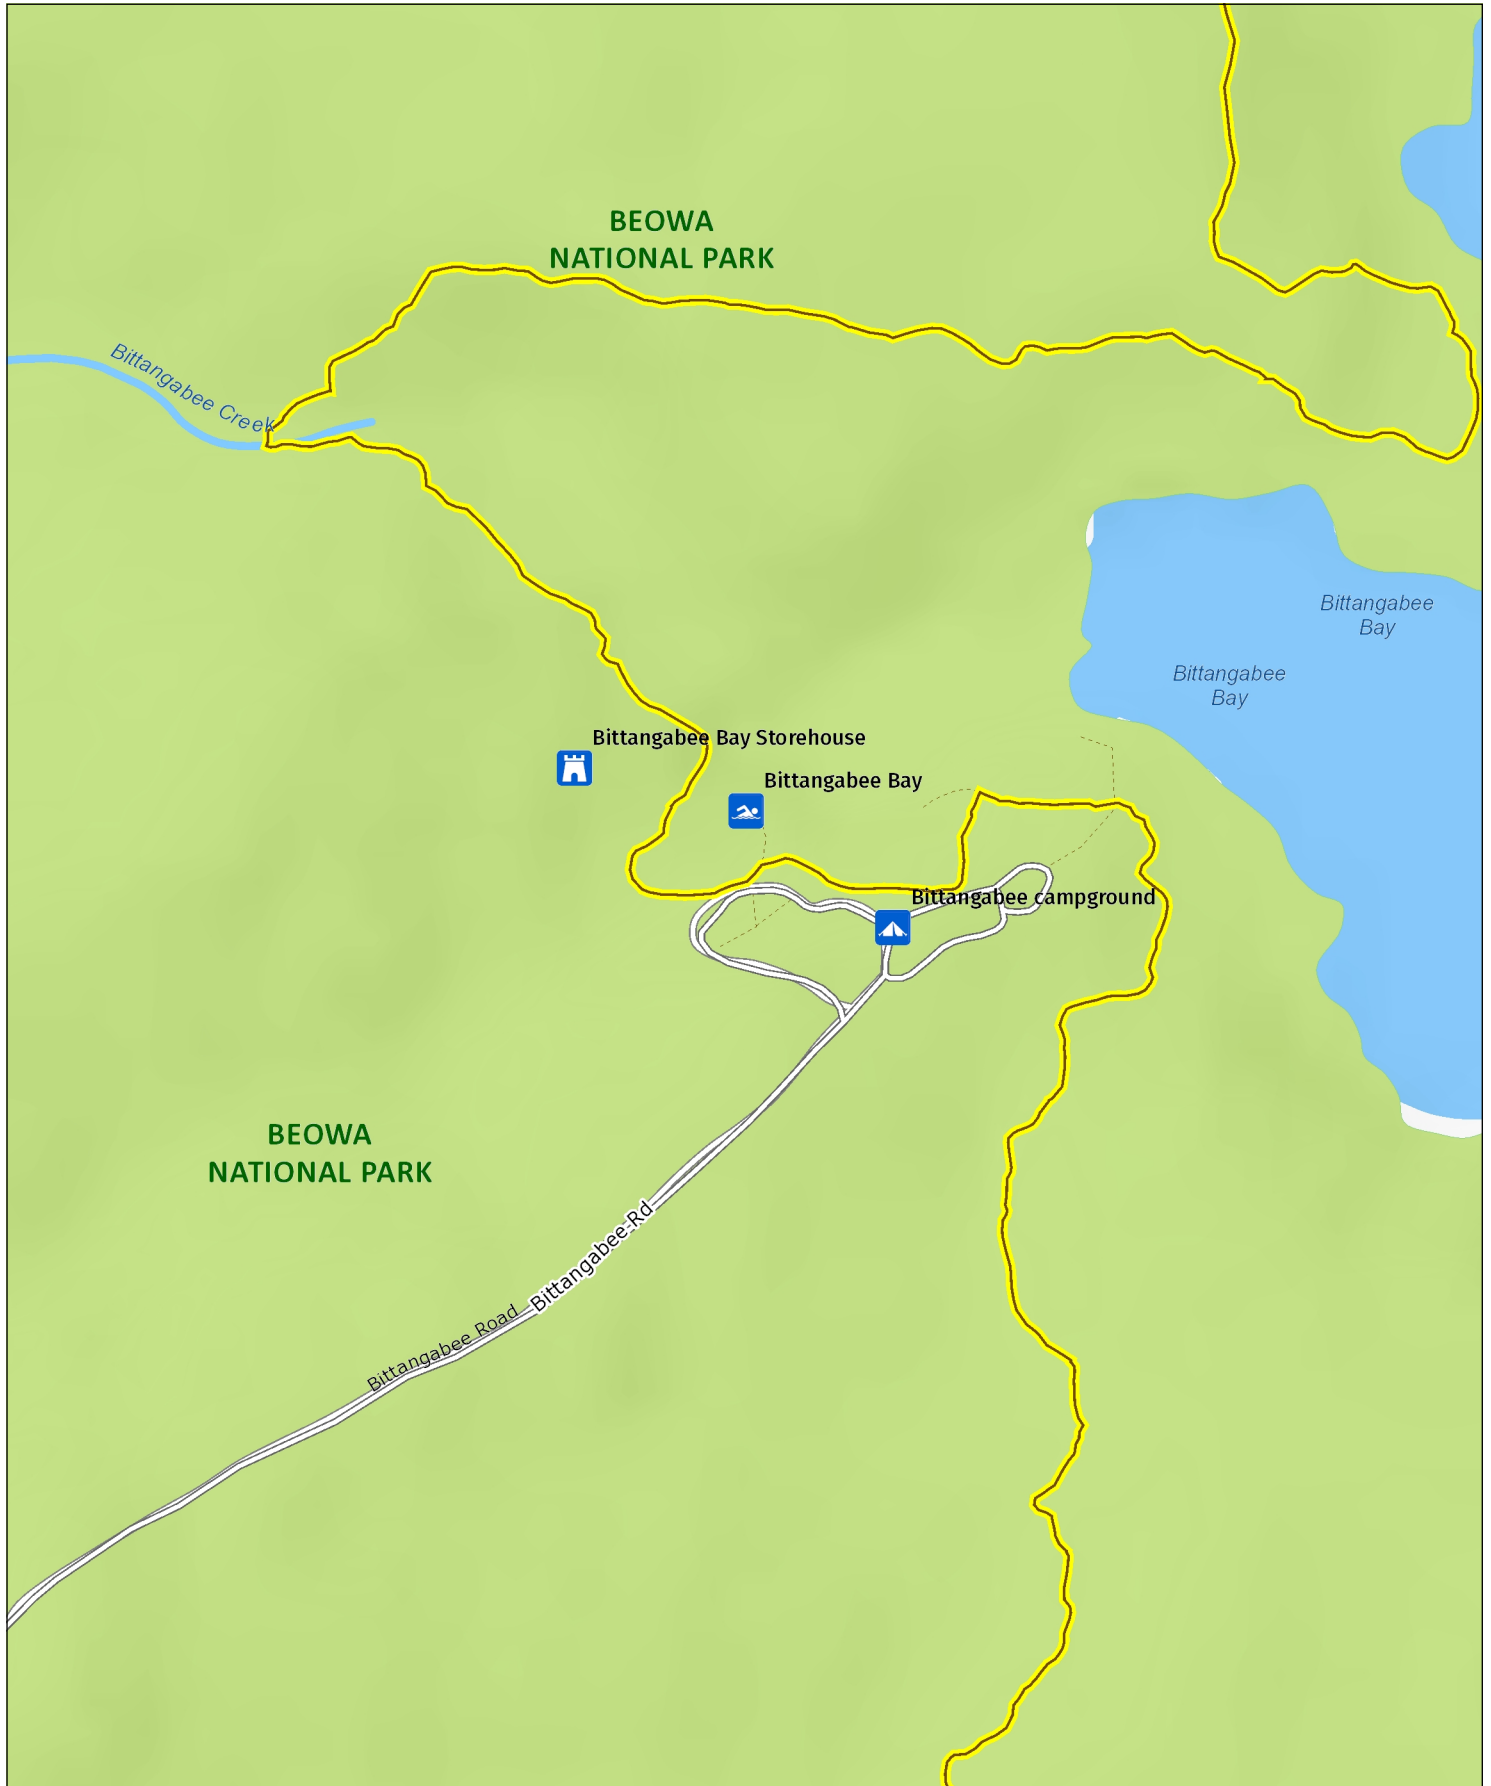 BEOWA
NATIONAL PARK
Bittangabee Creek
Bittangabee
Bay
Bittangabee
Bay
Bittangabee Bay Storehouse
Bittangabee Bay
Bittangabee campground
BEOWA
NATIONAL PARK
Bittangabee-Rd
Bittangabee Road